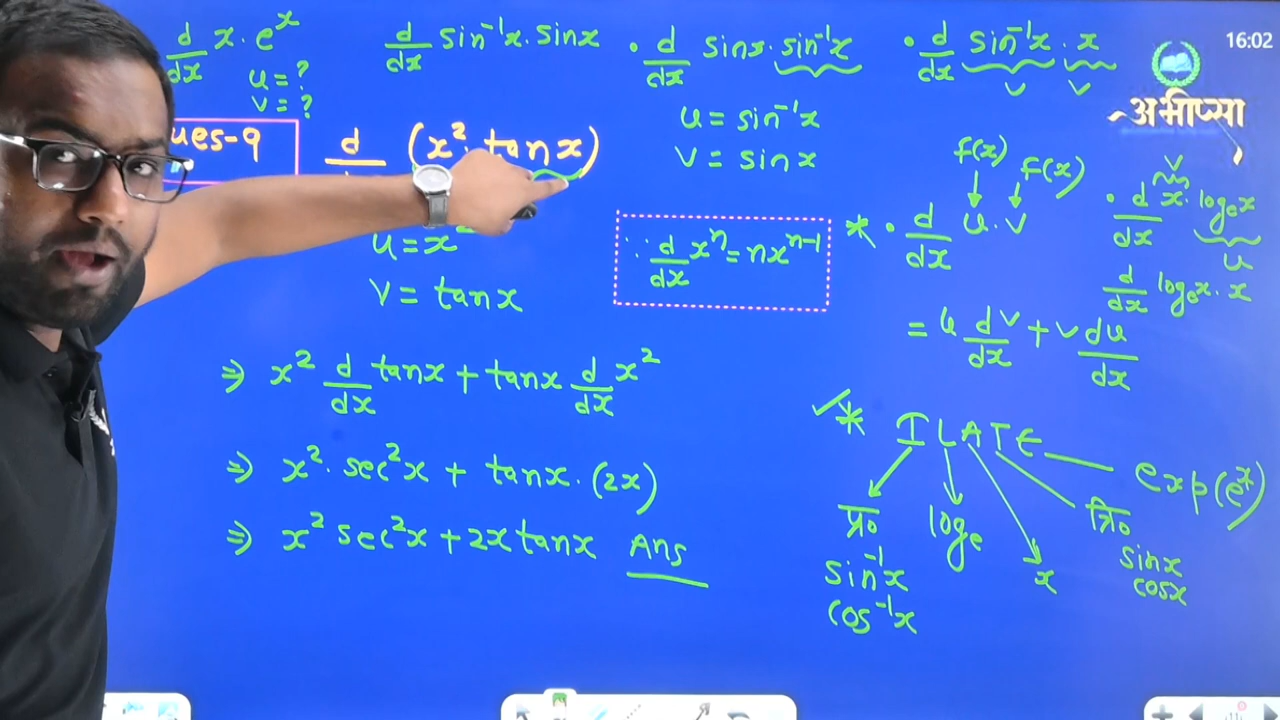 d/dx x·eˣ
u = ?
v = ?
d/dx sin⁻¹x·sinx
• d/dx sinx·sin⁻¹x
u = sin⁻¹x
v = sinx
• d/dx sin⁻¹x·x
v v
16:02
अभीप्सा
ues-9
d (x²·tanx)
u = x²
v = tanx
∵ d/dx xⁿ = nxⁿ⁻¹
⇒ x² d/dx tanx + tanx d/dx x²
⇒ x²·sec²x + tanx·(2x)
⇒ x² sec²x + 2x tanx Ans
f(x) f(x)
* • d/dx u·v
= u dv/dx + v du/dx
v
• d/dx x·logₑx
u
d/dx logₑx·x
✓* ILATE
exp(eˣ)
प्र०
sin⁻¹x
cos⁻¹x
logₑ
x
त्रि०
sinx
cosx